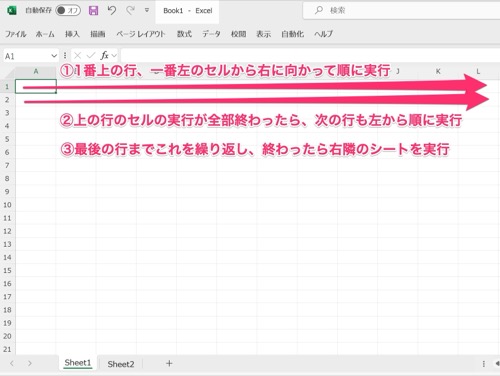 自動保存 オフ Book1 - Excel 検索
ファイル ホーム 挿入 描画 ページ レイアウト 数式 データ 校閲 表示 自動化 ヘルプ
A1 fx
A J K L
①1番上の行、一番左のセルから右に向かって順に実行
1
2
②上の行のセルの実行が全部終わったら、次の行も左から順に実行
3
4
5
③最後の行までこれを繰り返し、終わったら右隣のシートを実行
6
7
8
9
10
11
12
13
14
15
16
17
18
19
20
21
Sheet1 Sheet2 +